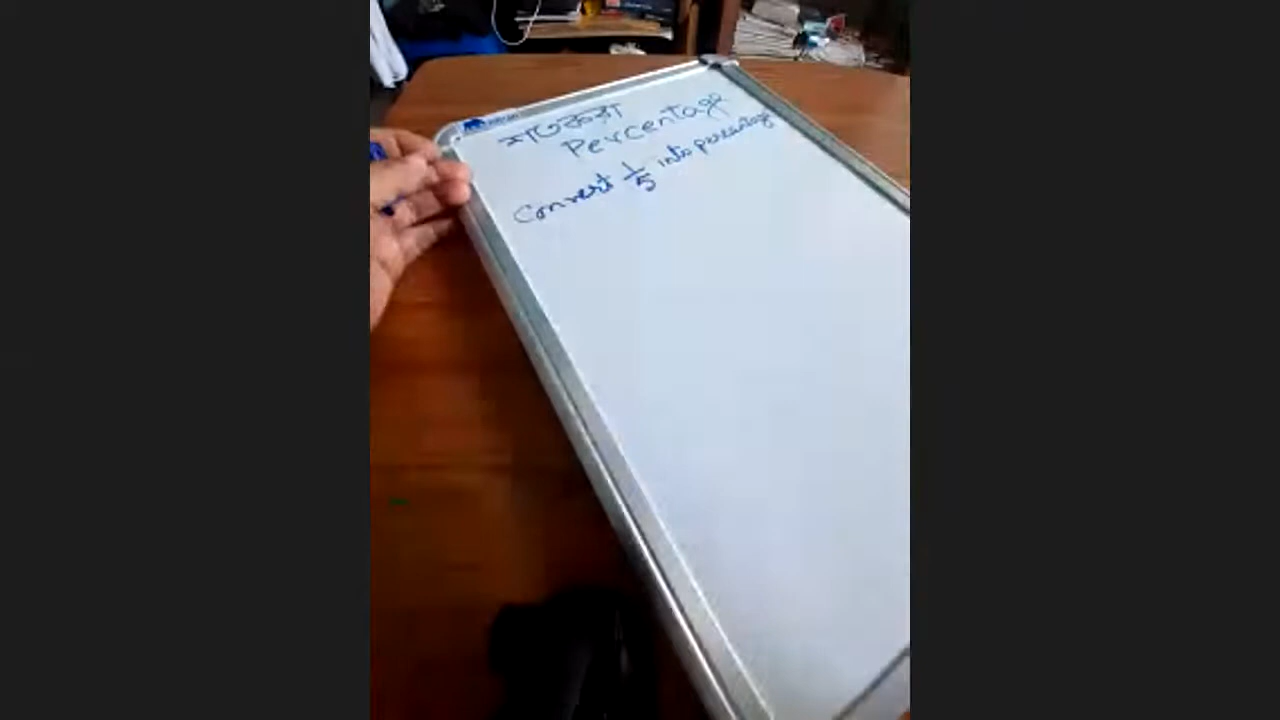 শতকরা
Percentage
Convert 1/5 into percentage